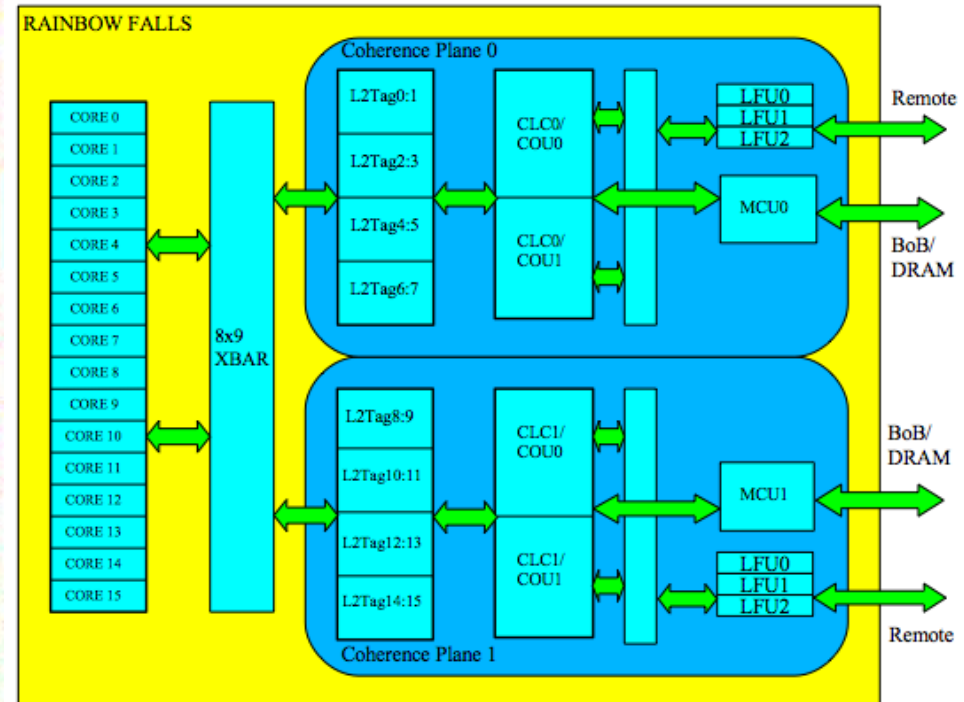 RAINBOW FALLS
CORE 0
CORE 1
CORE 2
CORE 3
CORE 4
CORE 5
CORE 6
CORE 7
CORE 8
CORE 9
CORE 10
CORE 11
CORE 12
CORE 13
CORE 14
CORE 15
8x9
XBAR
Coherence Plane 0
L2Tag0:1
L2Tag2:3
L2Tag4:5
L2Tag6:7
CLC0/
COU0
CLC0/
COU1
LFU0
LFU1
LFU2
MCU0
Remote
BoB/
DRAM
L2Tag8:9
L2Tag10:11
L2Tag12:13
L2Tag14:15
CLC1/
COU0
CLC1/
COU1
MCU1
LFU0
LFU1
LFU2
BoB/
DRAM
Remote
Coherence Plane 1